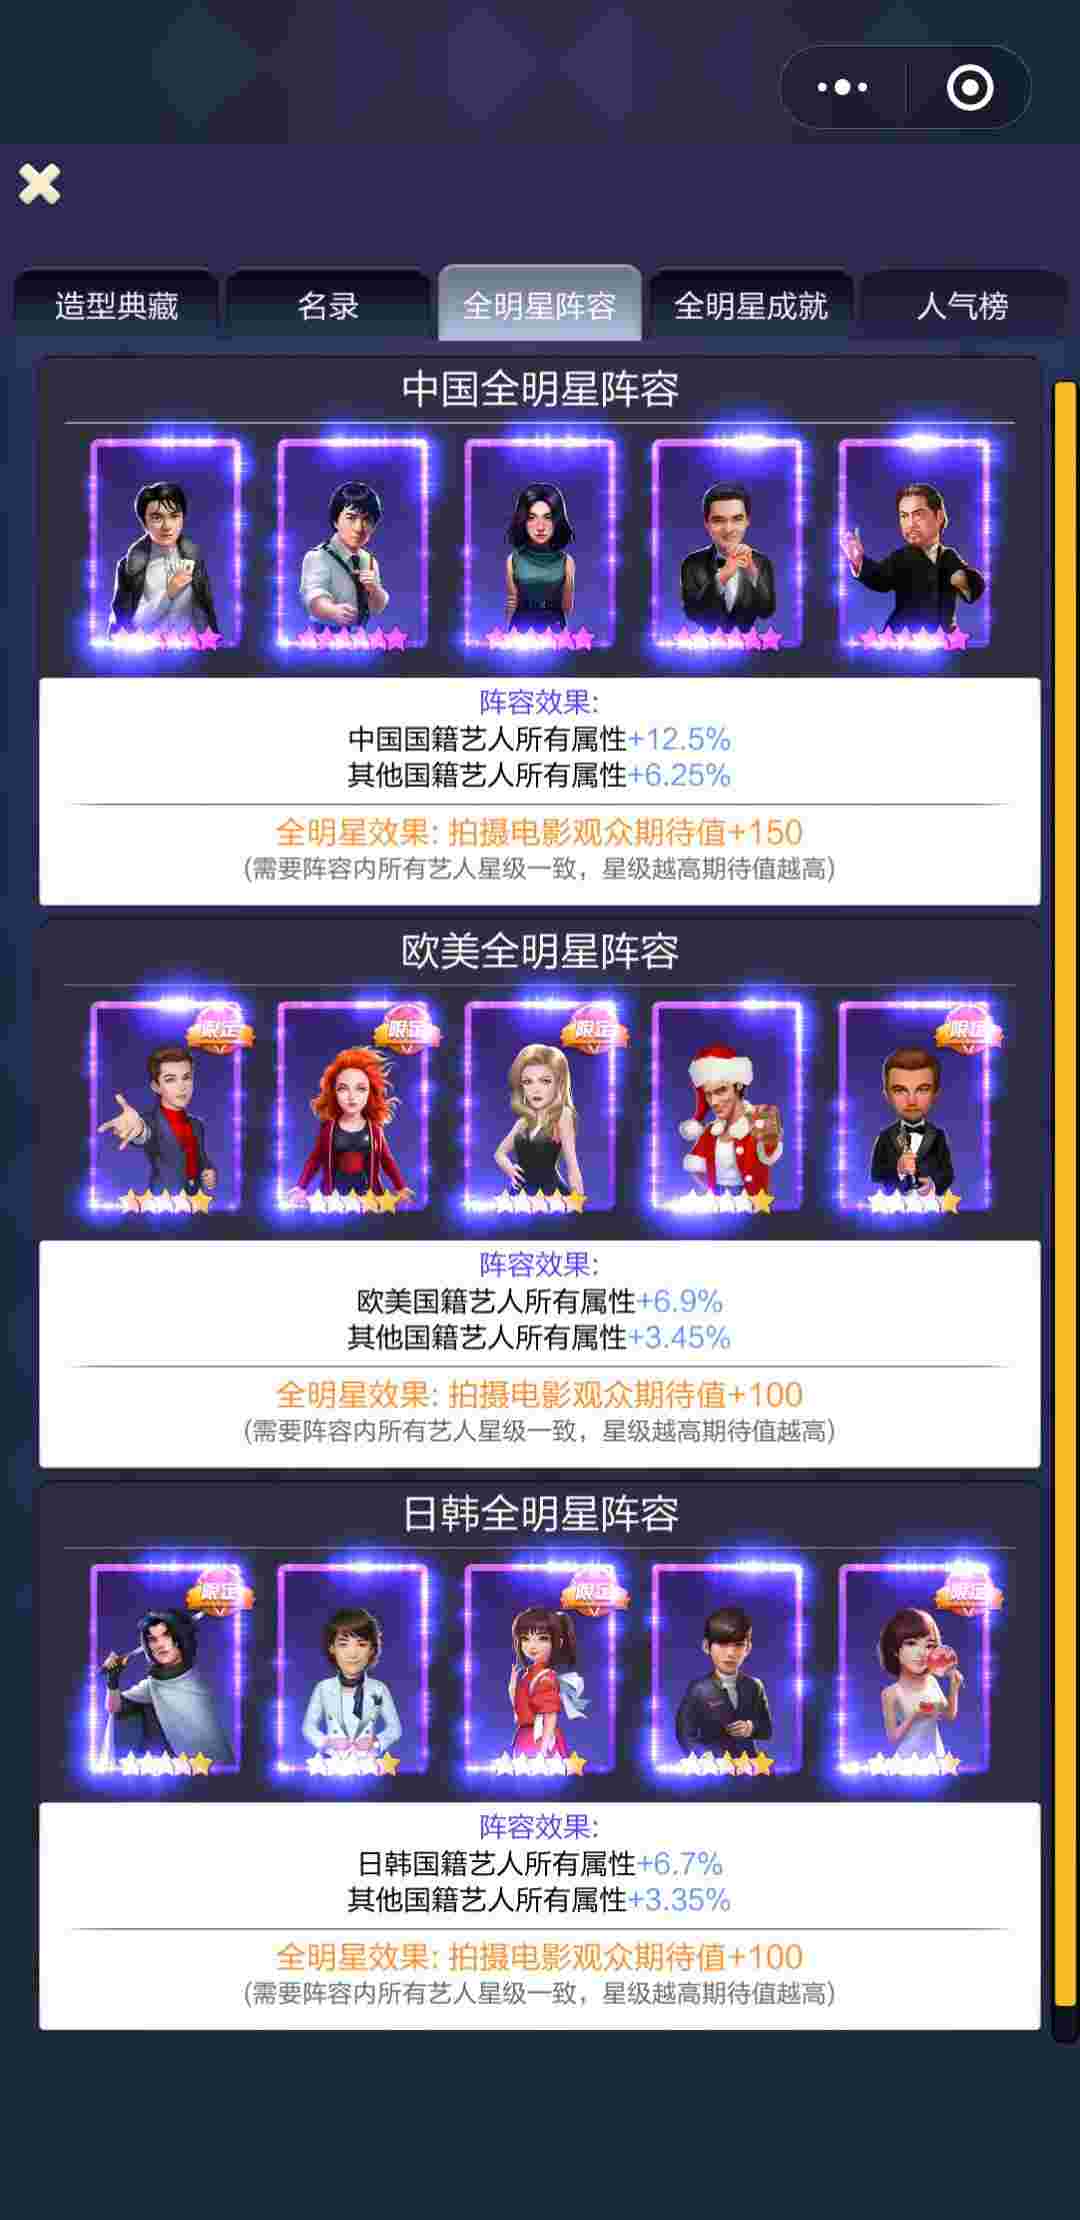 造型典藏
名录
全明星阵容
全明星成就
人气榜
中国全明星阵容
阵容效果:
中国国籍艺人所有属性+12.5%
其他国籍艺人所有属性+6.25%
全明星效果: 拍摄电影观众期待值+150
(需要阵容内所有艺人星级一致，星级越高期待值越高)
欧美全明星阵容
限定
限定
限定
限定
阵容效果:
欧美国籍艺人所有属性+6.9%
其他国籍艺人所有属性+3.45%
全明星效果: 拍摄电影观众期待值+100
(需要阵容内所有艺人星级一致，星级越高期待值越高)
日韩全明星阵容
限定
限定
限定
阵容效果:
日韩国籍艺人所有属性+6.7%
其他国籍艺人所有属性+3.35%
全明星效果: 拍摄电影观众期待值+100
(需要阵容内所有艺人星级一致，星级越高期待值越高)